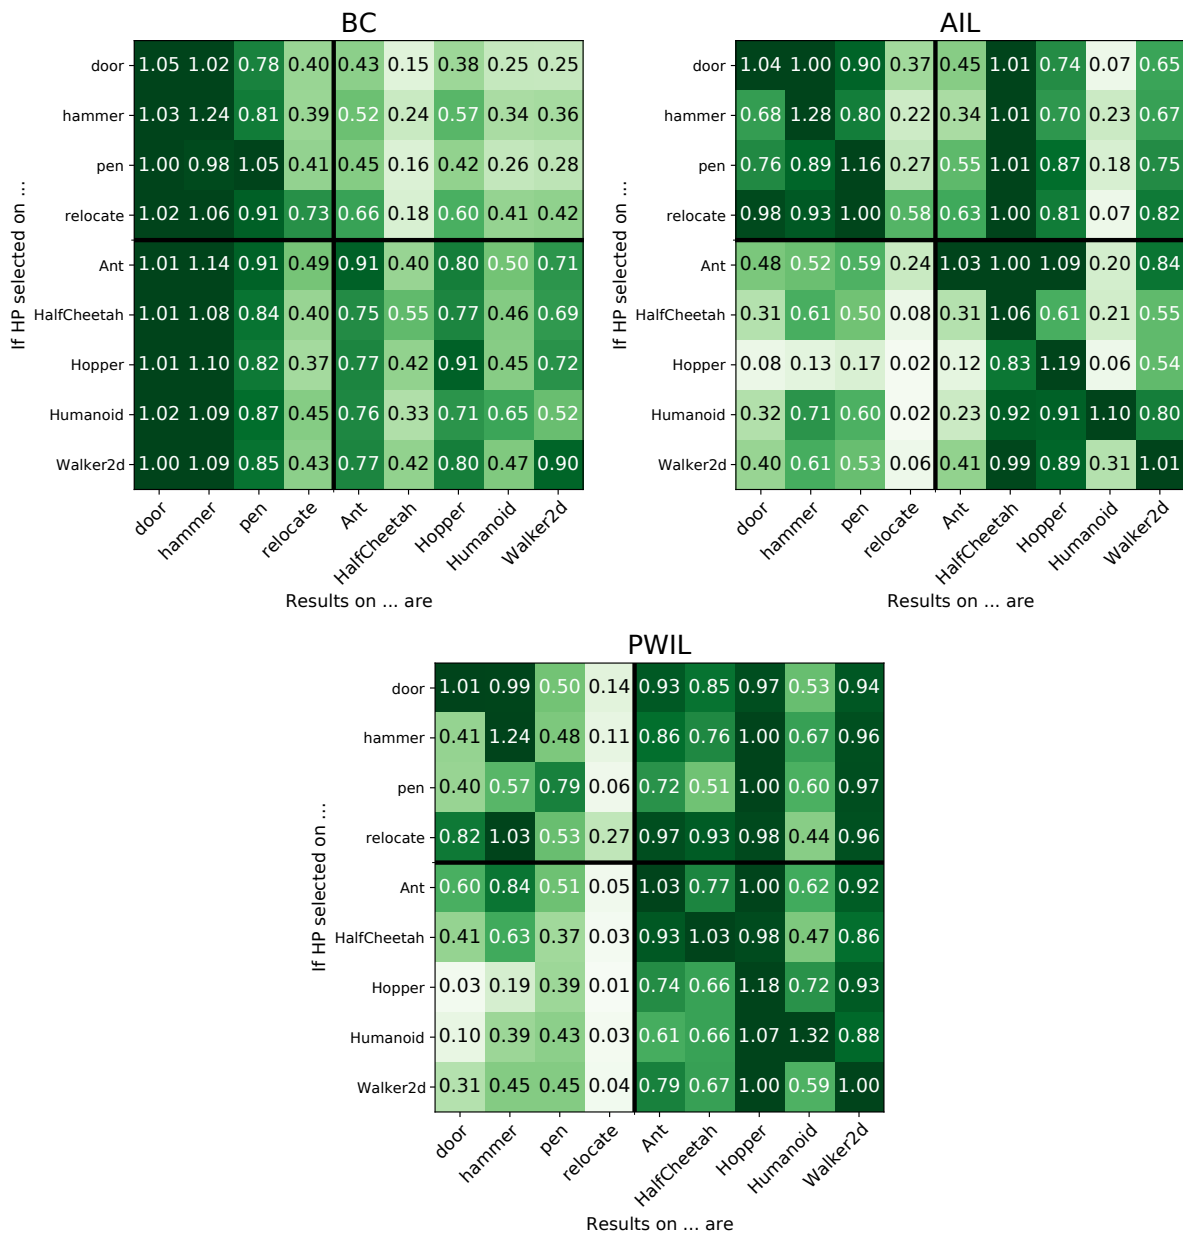 BC
If HP selected on ...
door 1.05 1.02 0.78 0.40 0.43 0.15 0.38 0.25 0.25
hammer 1.03 1.24 0.81 0.39 0.52 0.24 0.57 0.34 0.36
pen 1.00 0.98 1.05 0.41 0.45 0.16 0.42 0.26 0.28
relocate 1.02 1.06 0.91 0.73 0.66 0.18 0.60 0.41 0.42
Ant 1.01 1.14 0.91 0.49 0.91 0.40 0.80 0.50 0.71
HalfCheetah 1.01 1.08 0.84 0.40 0.75 0.55 0.77 0.46 0.69
Hopper 1.01 1.10 0.82 0.37 0.77 0.42 0.91 0.45 0.72
Humanoid 1.02 1.09 0.87 0.45 0.76 0.33 0.71 0.65 0.52
Walker2d 1.00 1.09 0.85 0.43 0.77 0.42 0.80 0.47 0.90
door hammer pen relocate Ant HalfCheetah Hopper Humanoid Walker2d
Results on ... are
AIL
If HP selected on ...
door 1.04 1.00 0.90 0.37 0.45 1.01 0.74 0.07 0.65
hammer 0.68 1.28 0.80 0.22 0.34 1.01 0.70 0.23 0.67
pen 0.76 0.89 1.16 0.27 0.55 1.01 0.87 0.18 0.75
relocate 0.98 0.93 1.00 0.58 0.63 1.00 0.81 0.07 0.82
Ant 0.48 0.52 0.59 0.24 1.03 1.00 1.09 0.20 0.84
HalfCheetah 0.31 0.61 0.50 0.08 0.31 1.06 0.61 0.21 0.55
Hopper 0.08 0.13 0.17 0.02 0.12 0.83 1.19 0.06 0.54
Humanoid 0.32 0.71 0.60 0.02 0.23 0.92 0.91 1.10 0.80
Walker2d 0.40 0.61 0.53 0.06 0.41 0.99 0.89 0.31 1.01
door hammer pen relocate Ant HalfCheetah Hopper Humanoid Walker2d
Results on ... are
PWIL
If HP selected on ...
door 1.01 0.99 0.50 0.14 0.93 0.85 0.97 0.53 0.94
hammer 0.41 1.24 0.48 0.11 0.86 0.76 1.00 0.67 0.96
pen 0.40 0.57 0.79 0.06 0.72 0.51 1.00 0.60 0.97
relocate 0.82 1.03 0.53 0.27 0.97 0.93 0.98 0.44 0.96
Ant 0.60 0.84 0.51 0.05 1.03 0.77 1.00 0.62 0.92
HalfCheetah 0.41 0.63 0.37 0.03 0.93 1.03 0.98 0.47 0.86
Hopper 0.03 0.19 0.39 0.01 0.74 0.66 1.18 0.72 0.93
Humanoid 0.10 0.39 0.43 0.03 0.61 0.66 1.07 1.32 0.88
Walker2d 0.31 0.45 0.45 0.04 0.79 0.67 1.00 0.59 1.00
door hammer pen relocate Ant HalfCheetah Hopper Humanoid Walker2d
Results on ... are